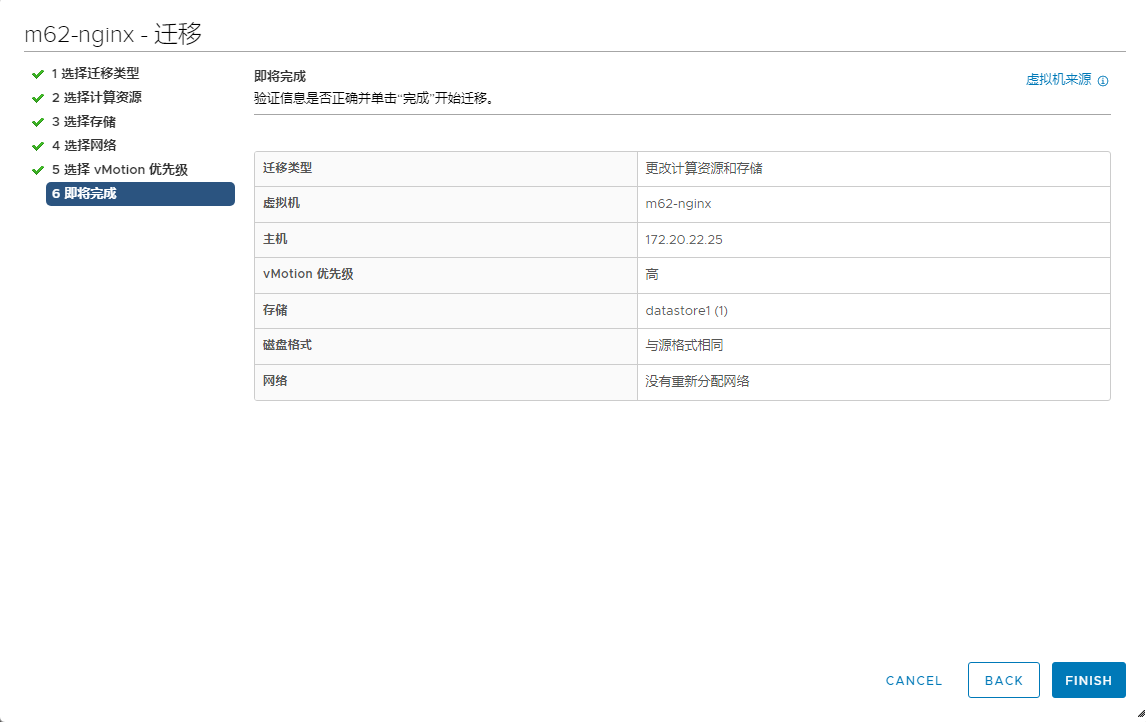 m62-nginx - 迁移
1 选择迁移类型
2 选择计算资源
3 选择存储
4 选择网络
5 选择 vMotion 优先级
6 即将完成
即将完成
验证信息是否正确并单击“完成”开始迁移。
虚拟机来源
迁移类型 更改计算资源和存储
虚拟机 m62-nginx
主机 172.20.22.25
vMotion 优先级 高
存储 datastore1 (1)
磁盘格式 与源格式相同
网络 没有重新分配网络
CANCEL BACK FINISH